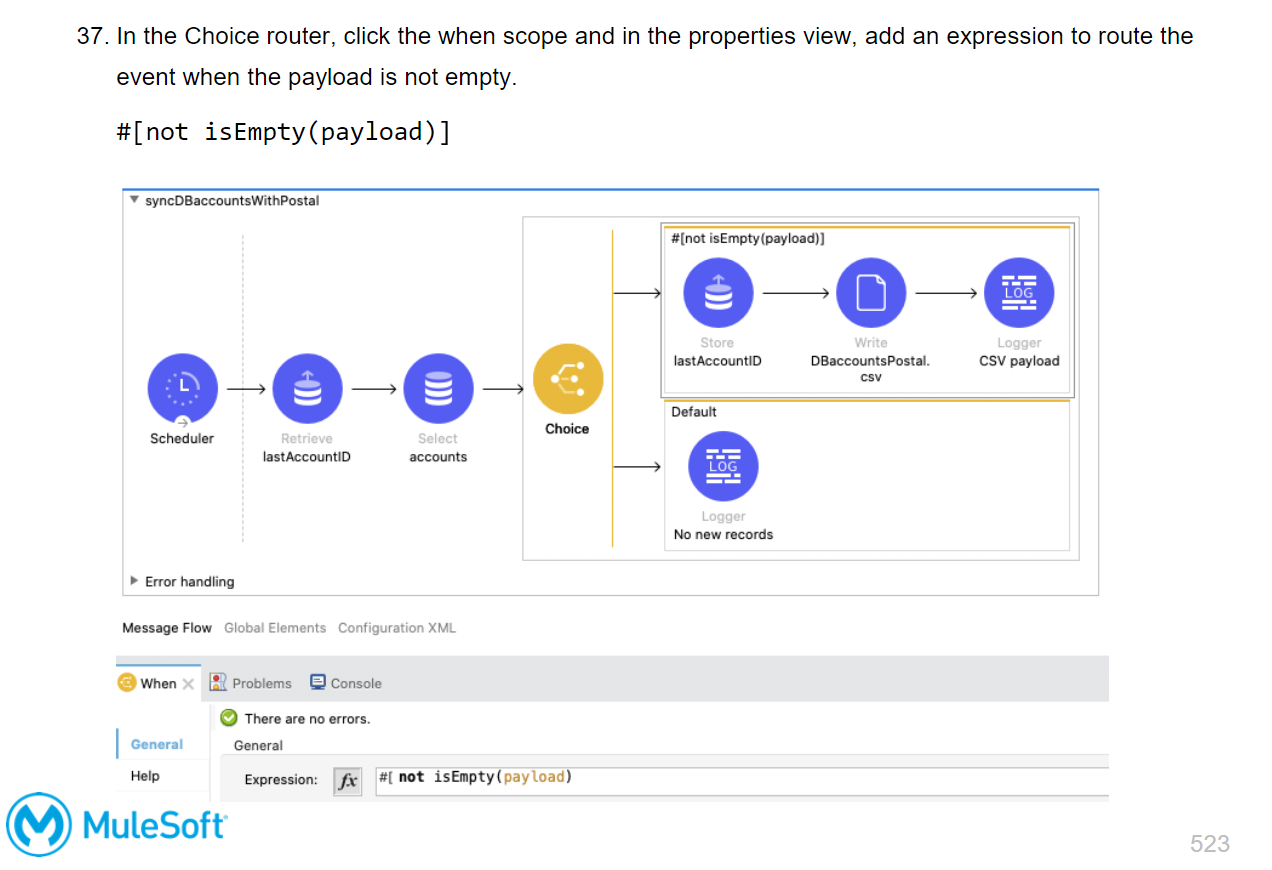 37. In the Choice router, click the when scope and in the properties view, add an expression to route the
event when the payload is not empty.
#[not isEmpty(payload)]
syncDBaccountsWithPostal
#[not isEmpty(payload)]
Store
lastAccountID
Write
DBaccountsPostal.
csv
LOG
Logger
CSV payload
Scheduler
Retrieve
lastAccountID
Select
accounts
Choice
Default
LOG
Logger
No new records
Error handling
Message Flow Global Elements Configuration XML
When Problems Console
There are no errors.
General
General
Help
Expression: fx #[ not isEmpty(payload)
MuleSoft
523